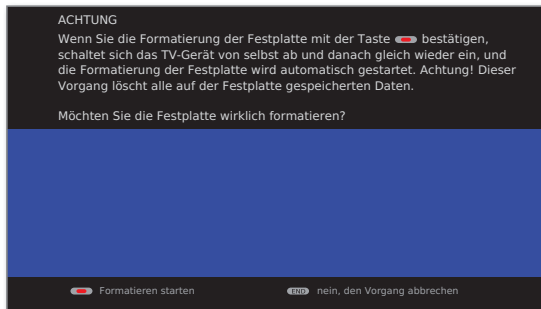 ACHTUNG
Wenn Sie die Formatierung der Festplatte mit der Taste bestätigen,
schaltet sich das TV-Gerät von selbst ab und danach gleich wieder ein, und
die Formatierung der Festplatte wird automatisch gestartet. Achtung! Dieser
Vorgang löscht alle auf der Festplatte gespeicherten Daten.
Möchten Sie die Festplatte wirklich formatieren?
Formatieren starten
END nein, den Vorgang abbrechen